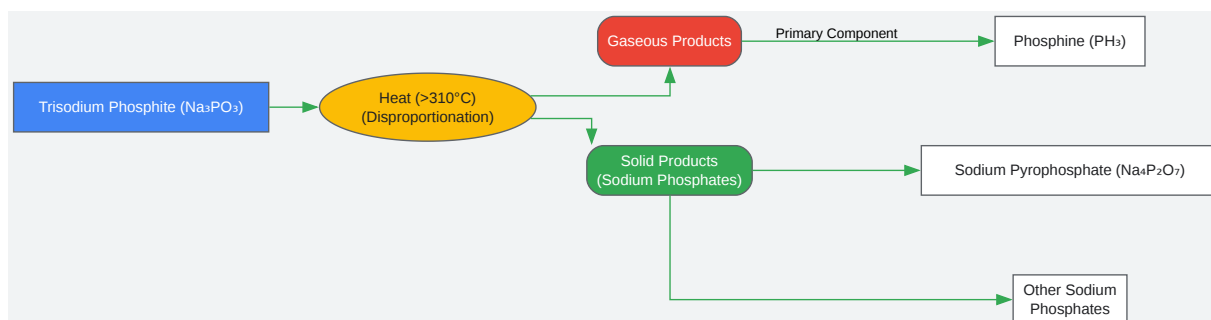 Gaseous Products
Primary Component
Phosphine (PH₃)
Trisodium Phosphite (Na₃PO₃)
Heat (>310°C)
(Disproportionation)
Solid Products
(Sodium Phosphates)
Sodium Pyrophosphate (Na₄P₂O₇)
Other Sodium
Phosphates